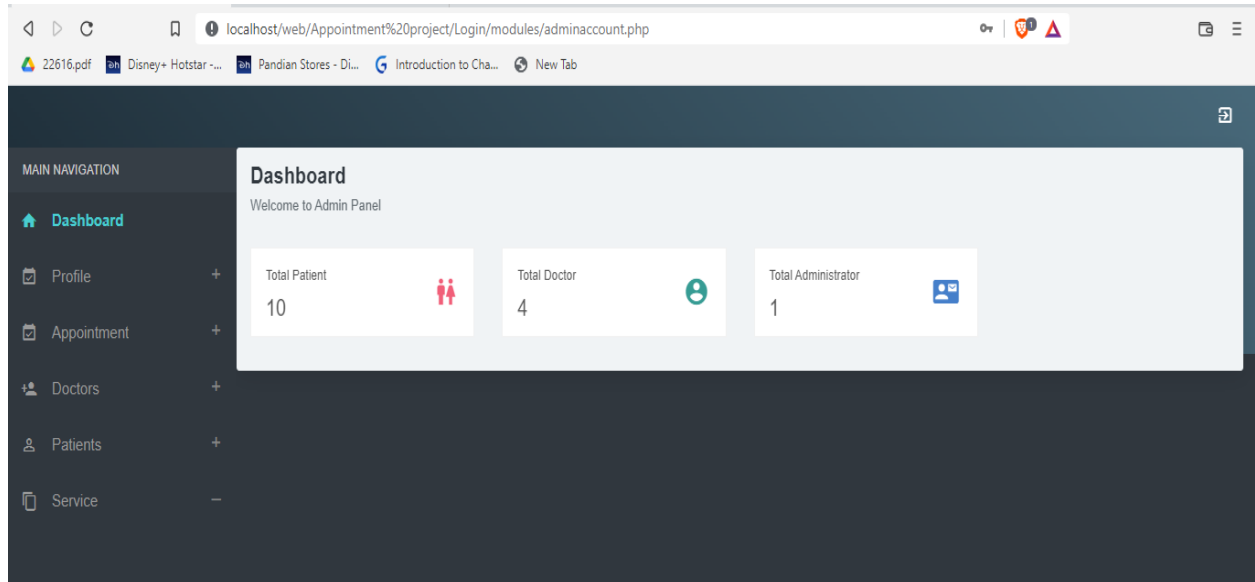 localhost/web/Appointment%20project/Login/modules/adminaccount.php
1
22616.pdf Disney+ Hotstar -... Pandian Stores - Di... Introduction to Cha... New Tab
MAIN NAVIGATION
Dashboard
Profile +
Appointment +
Doctors +
Patients +
Service −
Dashboard
Welcome to Admin Panel
Total Patient
10
Total Doctor
4
Total Administrator
1